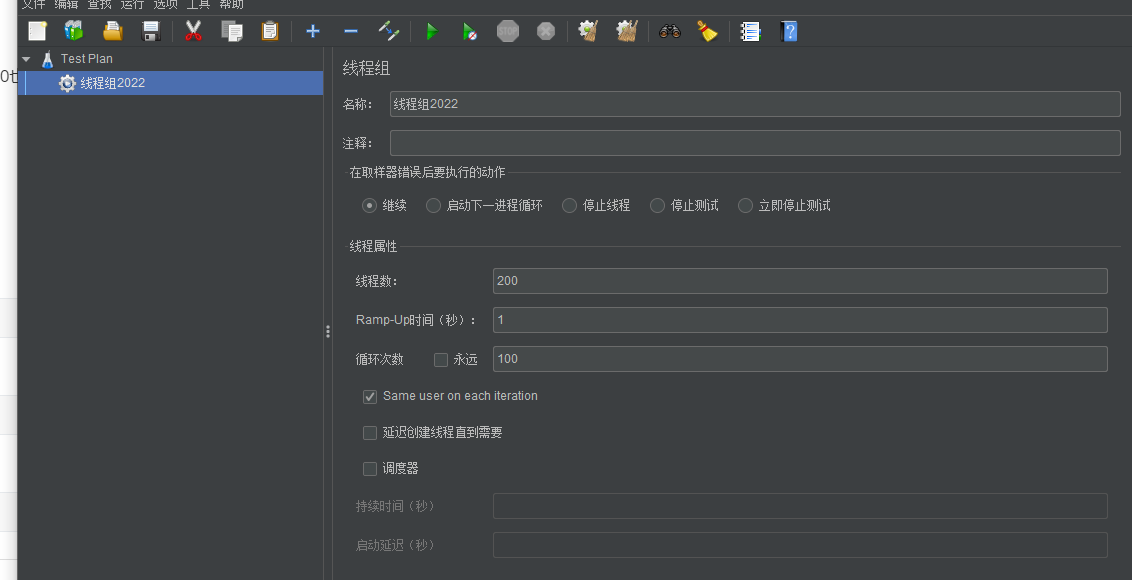 文件 编辑 查找 运行 选项 工具 帮助
STOP
?
Test Plan
线程组2022
线程组
名称： 线程组2022
注释：
在取样器错误后要执行的动作
继续 启动下一进程循环 停止线程 停止测试 立即停止测试
线程属性
线程数： 200
Ramp-Up时间（秒）： 1
循环次数 永远 100
Same user on each iteration
延迟创建线程直到需要
调度器
持续时间（秒）
启动延迟（秒）